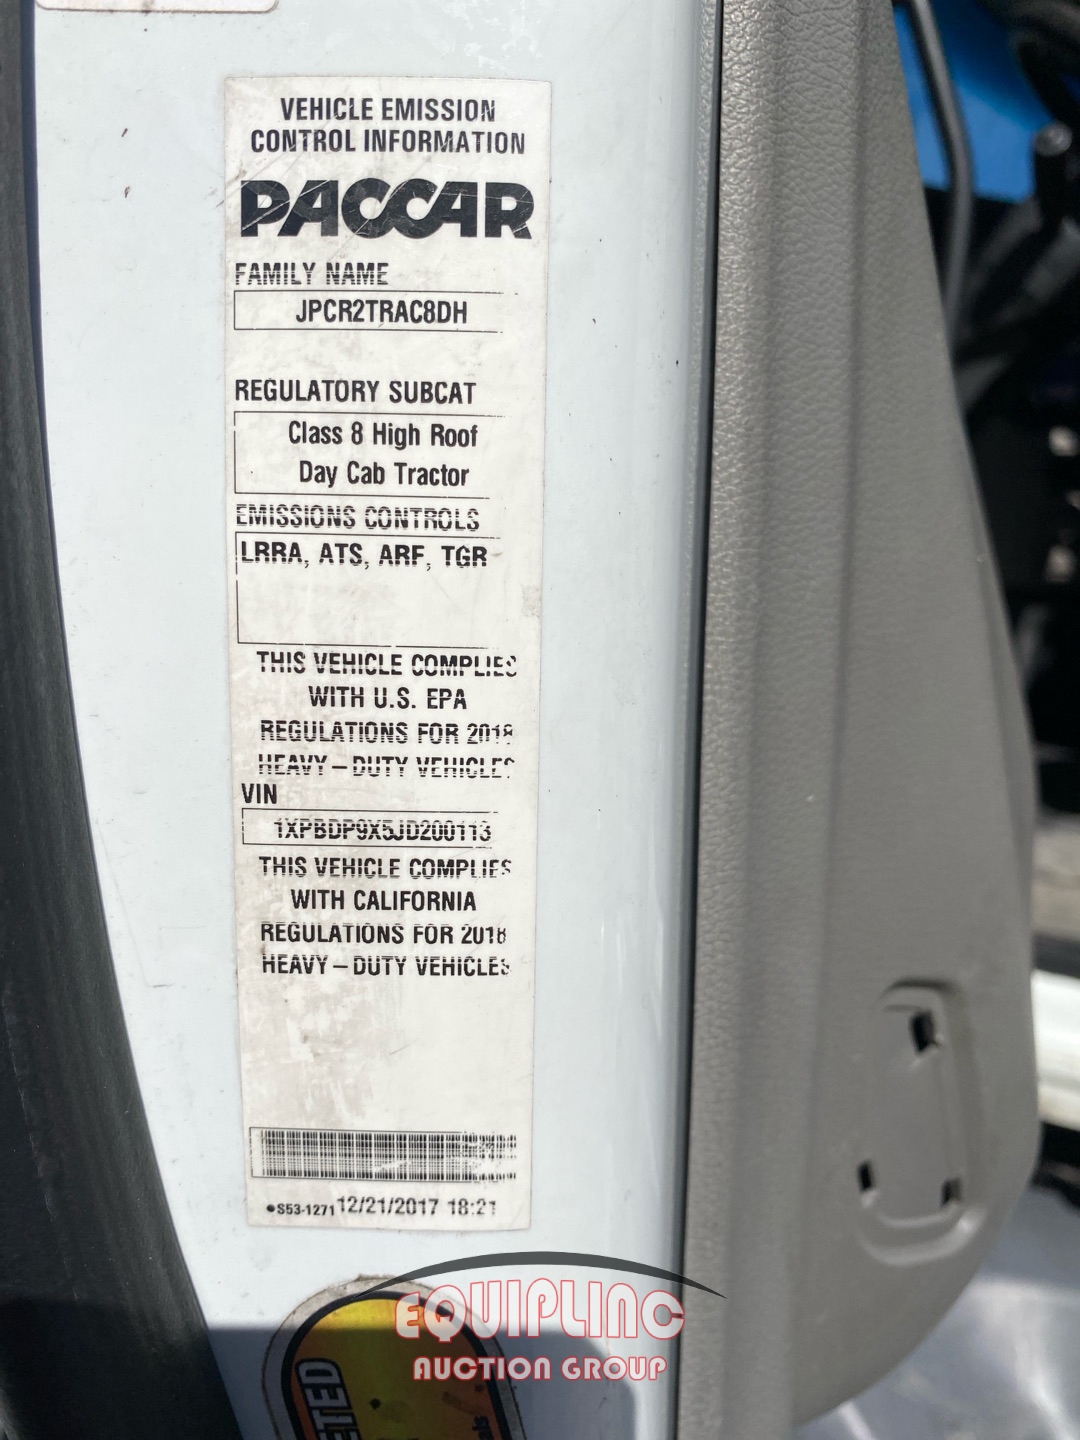 VEHICLE EMISSION
CONTROL INFORMATION
PACCAR
FAMILY NAME
JPCR2TRAC8DH
REGULATORY SUBCAT
Class 8 High Roof
Day Cab Tractor
EMISSIONS CONTROLS
LRRA, ATS, ARF, TGR
THIS VEHICLE COMPLIES
WITH U.S. EPA
REGULATIONS FOR 2018
HEAVY – DUTY VEHICLES
VIN
1XPBDP9X5JD200113
THIS VEHICLE COMPLIES
WITH CALIFORNIA
REGULATIONS FOR 2018
HEAVY – DUTY VEHICLES
•S53-1271 12/21/2017 18:21
EQUIPLINC
AUCTION GROUP